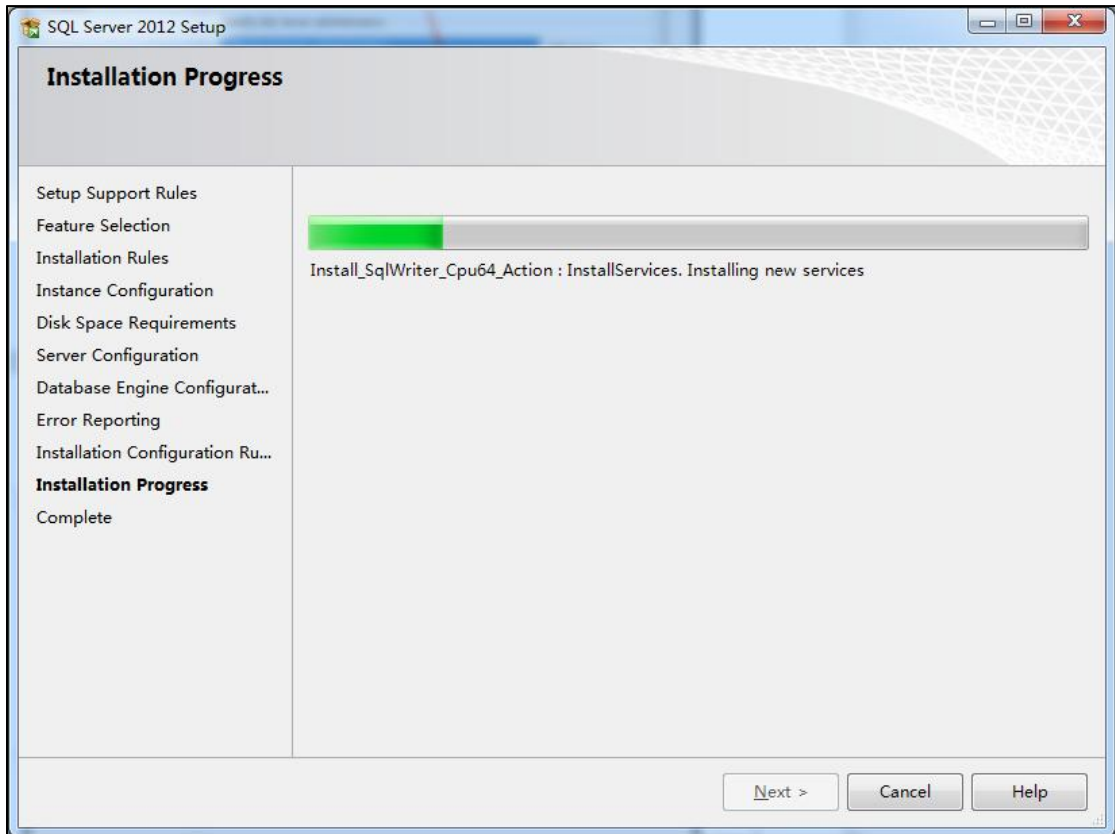 SQL Server 2012 Setup
Installation Progress
Setup Support Rules
Feature Selection
Installation Rules
Instance Configuration
Disk Space Requirements
Server Configuration
Database Engine Configurat...
Error Reporting
Installation Configuration Ru...
Installation Progress
Complete
Install_SqlWriter_Cpu64_Action : InstallServices. Installing new services
Next >
Cancel
Help